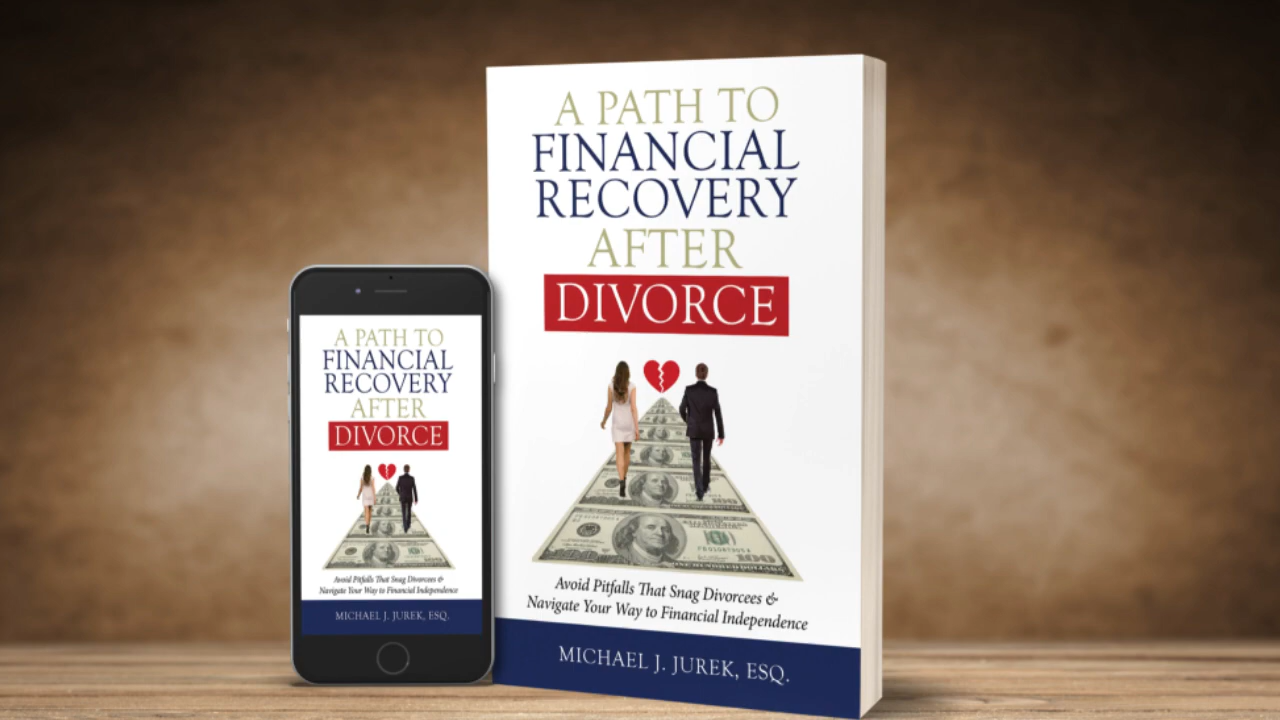 A PATH TO
FINANCIAL
RECOVERY
AFTER
DIVORCE
Avoid Pitfalls That Snag Divorcees &
Navigate Your Way to Financial Independence
MICHAEL J. JUREK, ESQ.
A PATH TO
FINANCIAL
RECOVERY
AFTER
DIVORCE
100
Avoid Pitfalls That Snag Divorcees &
Navigate Your Way to Financial Independence
MICHAEL J. JUREK, ESQ.